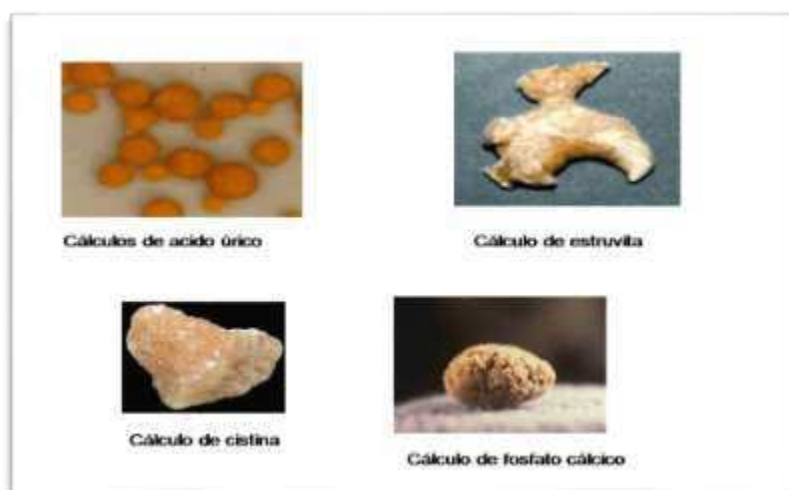 Cálculos de acido úrico
Cálculo de estruvita
Cálculo de cistina
Cálculo de fosfato cálcico